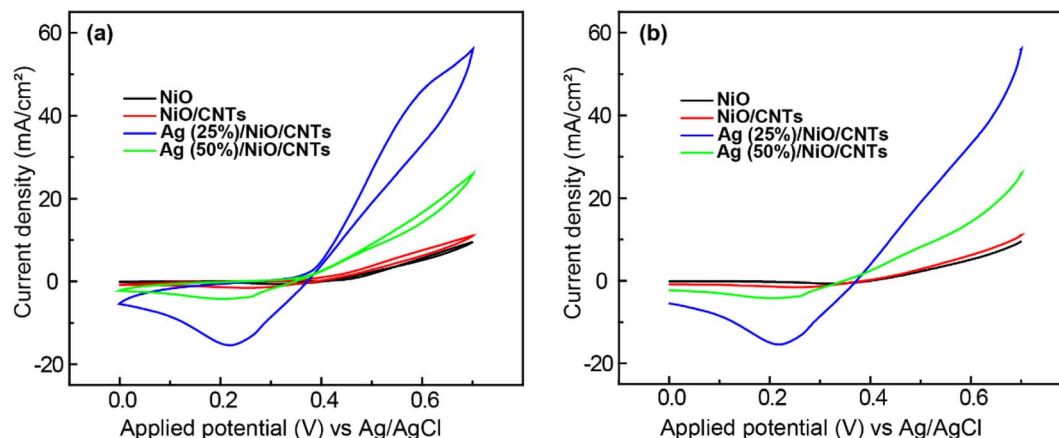 (a)
Current density (mA/cm²)
60
40
20
0
-20
NiO
NiO/CNTs
Ag (25%)/NiO/CNTs
Ag (50%)/NiO/CNTs
0.0 0.2 0.4 0.6
Applied potential (V) vs Ag/AgCl
(b)
Current density (mA/cm²)
60
40
20
0
-20
NiO
NiO/CNTs
Ag (25%)/NiO/CNTs
Ag (50%)/NiO/CNTs
0.0 0.2 0.4 0.6
Applied potential (V) vs Ag/AgCl